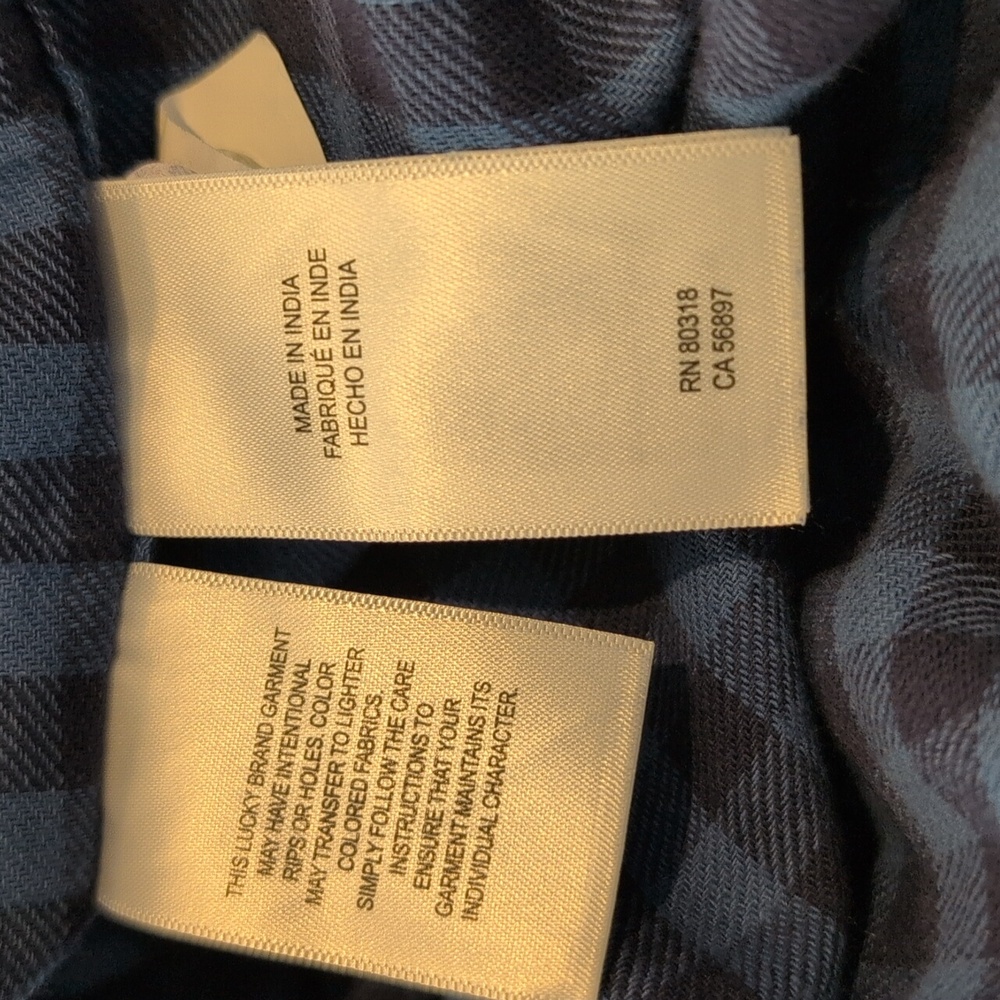 MADE IN INDIA
FABRIQUÉ EN INDE
HECHO EN INDIA
RN 80318
CA 56897
THIS LUCKY BRAND GARMENT
MAY HAVE INTENTIONAL
RIPS OR HOLES. COLOR
MAY TRANSFER TO LIGHTER
COLORED FABRICS.
SIMPLY FOLLOW THE CARE
INSTRUCTIONS TO
ENSURE THAT YOUR
GARMENT MAINTAINS ITS
INDIVIDUAL CHARACTER.